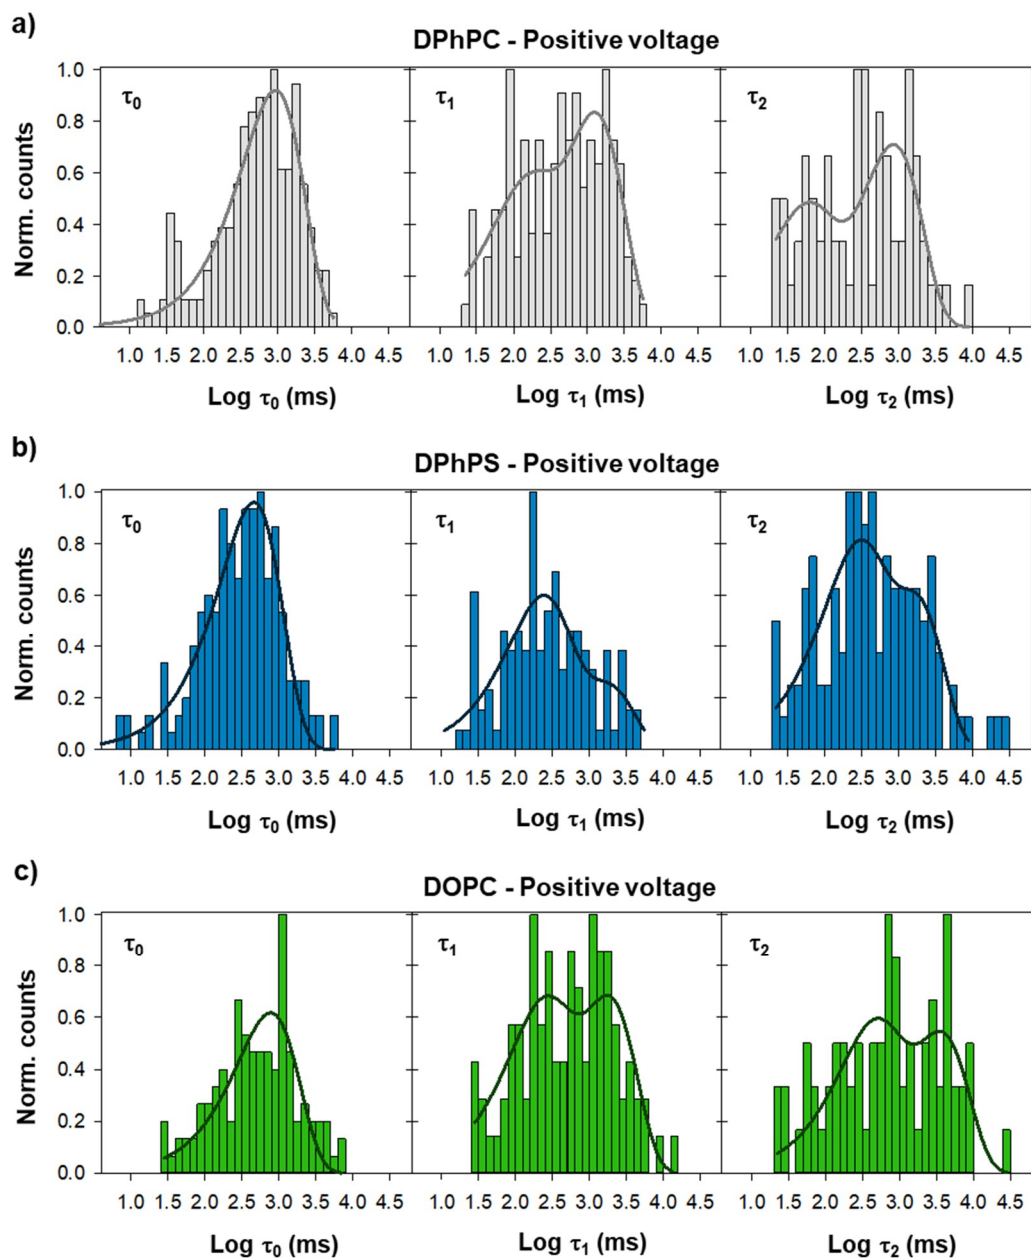 a)
DPhPC - Positive voltage
τ0 τ1 τ2
Norm. counts
1.0
0.8
0.6
0.4
0.2
0.0
1.0 1.5 2.0 2.5 3.0 3.5 4.0 4.5 1.0 1.5 2.0 2.5 3.0 3.5 4.0 4.5 1.0 1.5 2.0 2.5 3.0 3.5 4.0 4.5
Log τ0 (ms) Log τ1 (ms) Log τ2 (ms)
b)
DPhPS - Positive voltage
τ0 τ1 τ2
Norm. counts
1.0
0.8
0.6
0.4
0.2
0.0
1.0 1.5 2.0 2.5 3.0 3.5 4.0 4.5 1.0 1.5 2.0 2.5 3.0 3.5 4.0 4.5 1.0 1.5 2.0 2.5 3.0 3.5 4.0 4.5
Log τ0 (ms) Log τ1 (ms) Log τ2 (ms)
c)
DOPC - Positive voltage
τ0 τ1 τ2
Norm. counts
1.0
0.8
0.6
0.4
0.2
0.0
1.0 1.5 2.0 2.5 3.0 3.5 4.0 4.5 1.0 1.5 2.0 2.5 3.0 3.5 4.0 4.5 1.0 1.5 2.0 2.5 3.0 3.5 4.0 4.5
Log τ0 (ms) Log τ1 (ms) Log τ2 (ms)